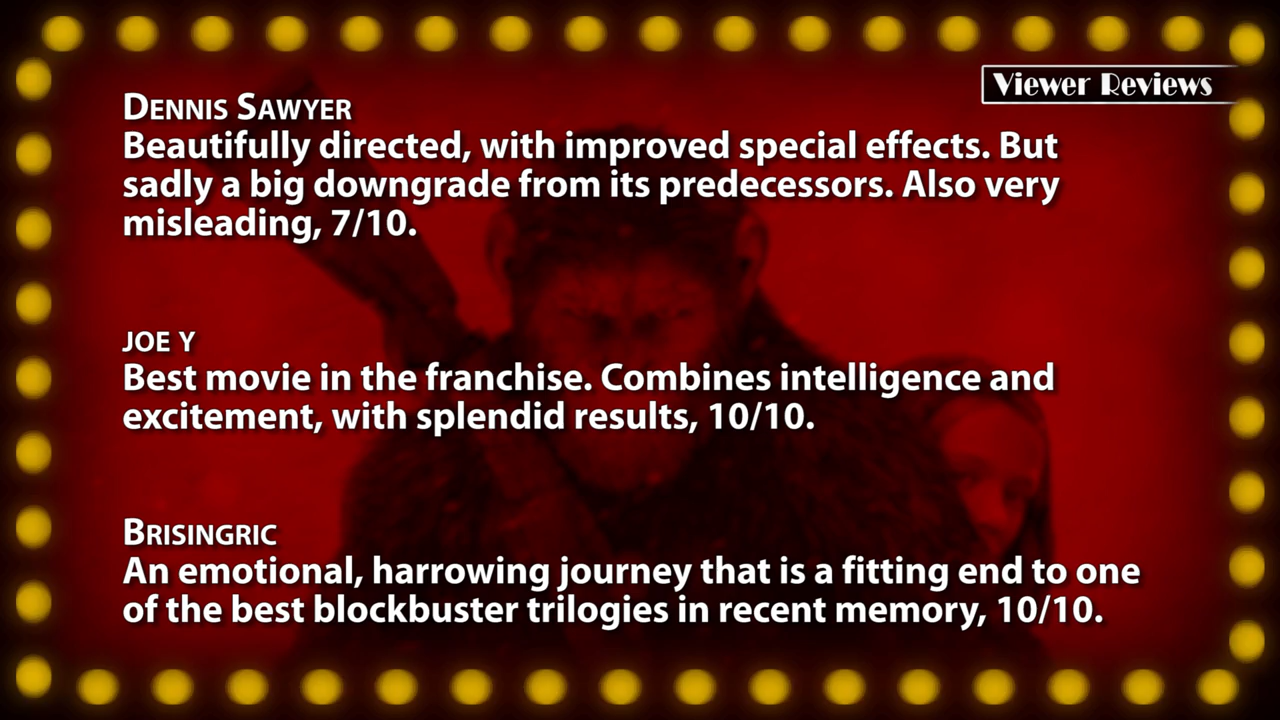 Viewer Reviews
Dennis Sawyer
Beautifully directed, with improved special effects. But
sadly a big downgrade from its predecessors. Also very
misleading, 7/10.
JOE Y
Best movie in the franchise. Combines intelligence and
excitement, with splendid results, 10/10.
Brisingric
An emotional, harrowing journey that is a fitting end to one
of the best blockbuster trilogies in recent memory, 10/10.